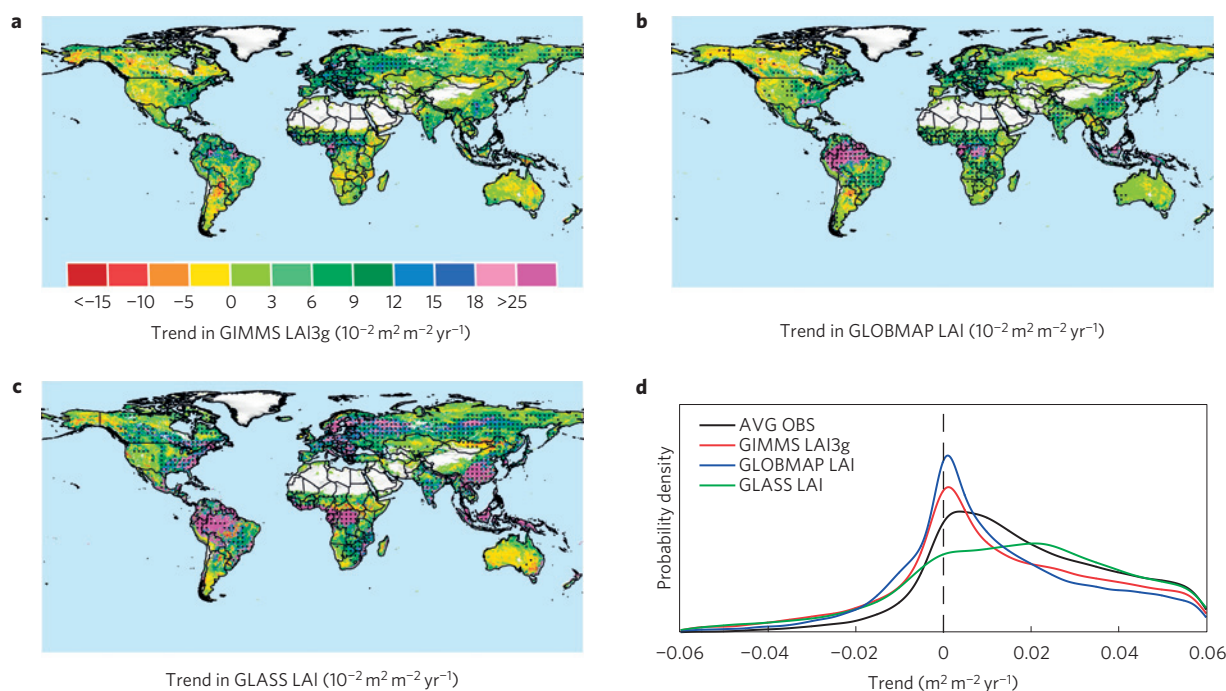 a
b
<−15 −10 −5 0 3 6 9 12 15 18 >25
Trend in GIMMS LAI3g (10⁻² m² m⁻² yr⁻¹)
Trend in GLOBMAP LAI (10⁻² m² m⁻² yr⁻¹)
c
d
AVG OBS
GIMMS LAI3g
GLOBMAP LAI
GLASS LAI
Probability density
−0.06 −0.04 −0.02 0 0.02 0.04 0.06
Trend (m² m⁻² yr⁻¹)
Trend in GLASS LAI (10⁻² m² m⁻² yr⁻¹)